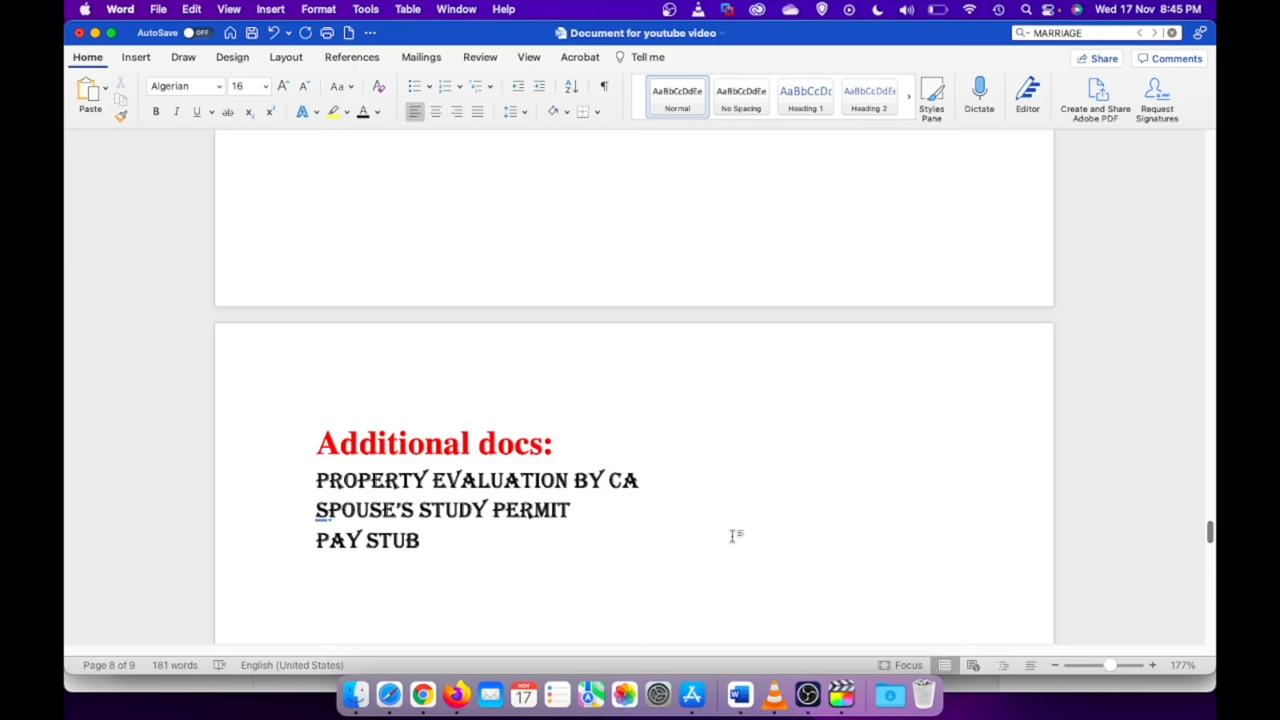 Word File Edit View Insert Format Tools Table Window Help Wed 17 Nov 8:45 PM
AutoSave OFF Document for youtube video MARRIAGE
Home Insert Draw Design Layout References Mailings Review View Acrobat Tell me Share Comments
Paste Algerian 16 Aa AaBbCcDdEe AaBbCcDdEe AaBbCcDc AaBbCcDdEe
Normal No Spacing Heading 1 Heading 2 Styles Pane Dictate Editor Create and Share Adobe PDF Request Signatures
Additional docs:
PROPERTY EVALUATION BY CA
SPOUSE’S STUDY PERMIT
PAY STUB
Page 8 of 9 181 words English (United States) Focus 177%
NOV
17